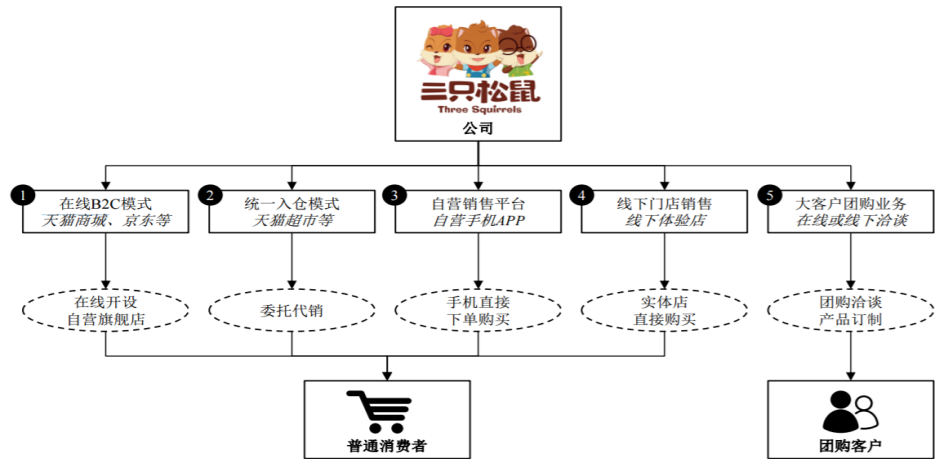 三只松鼠
Three Squirrels
公司
1
在线B2C模式
天猫商城、京东等
2
统一入仓模式
天猫超市等
3
自营销售平台
自营手机APP
4
线下门店销售
线下体验店
5
大客户团购业务
在线或线下洽谈
在线开设
自营旗舰店
委托代销
手机直接
下单购买
实体店
直接购买
团购洽谈
产品订制
普通消费者
团购客户